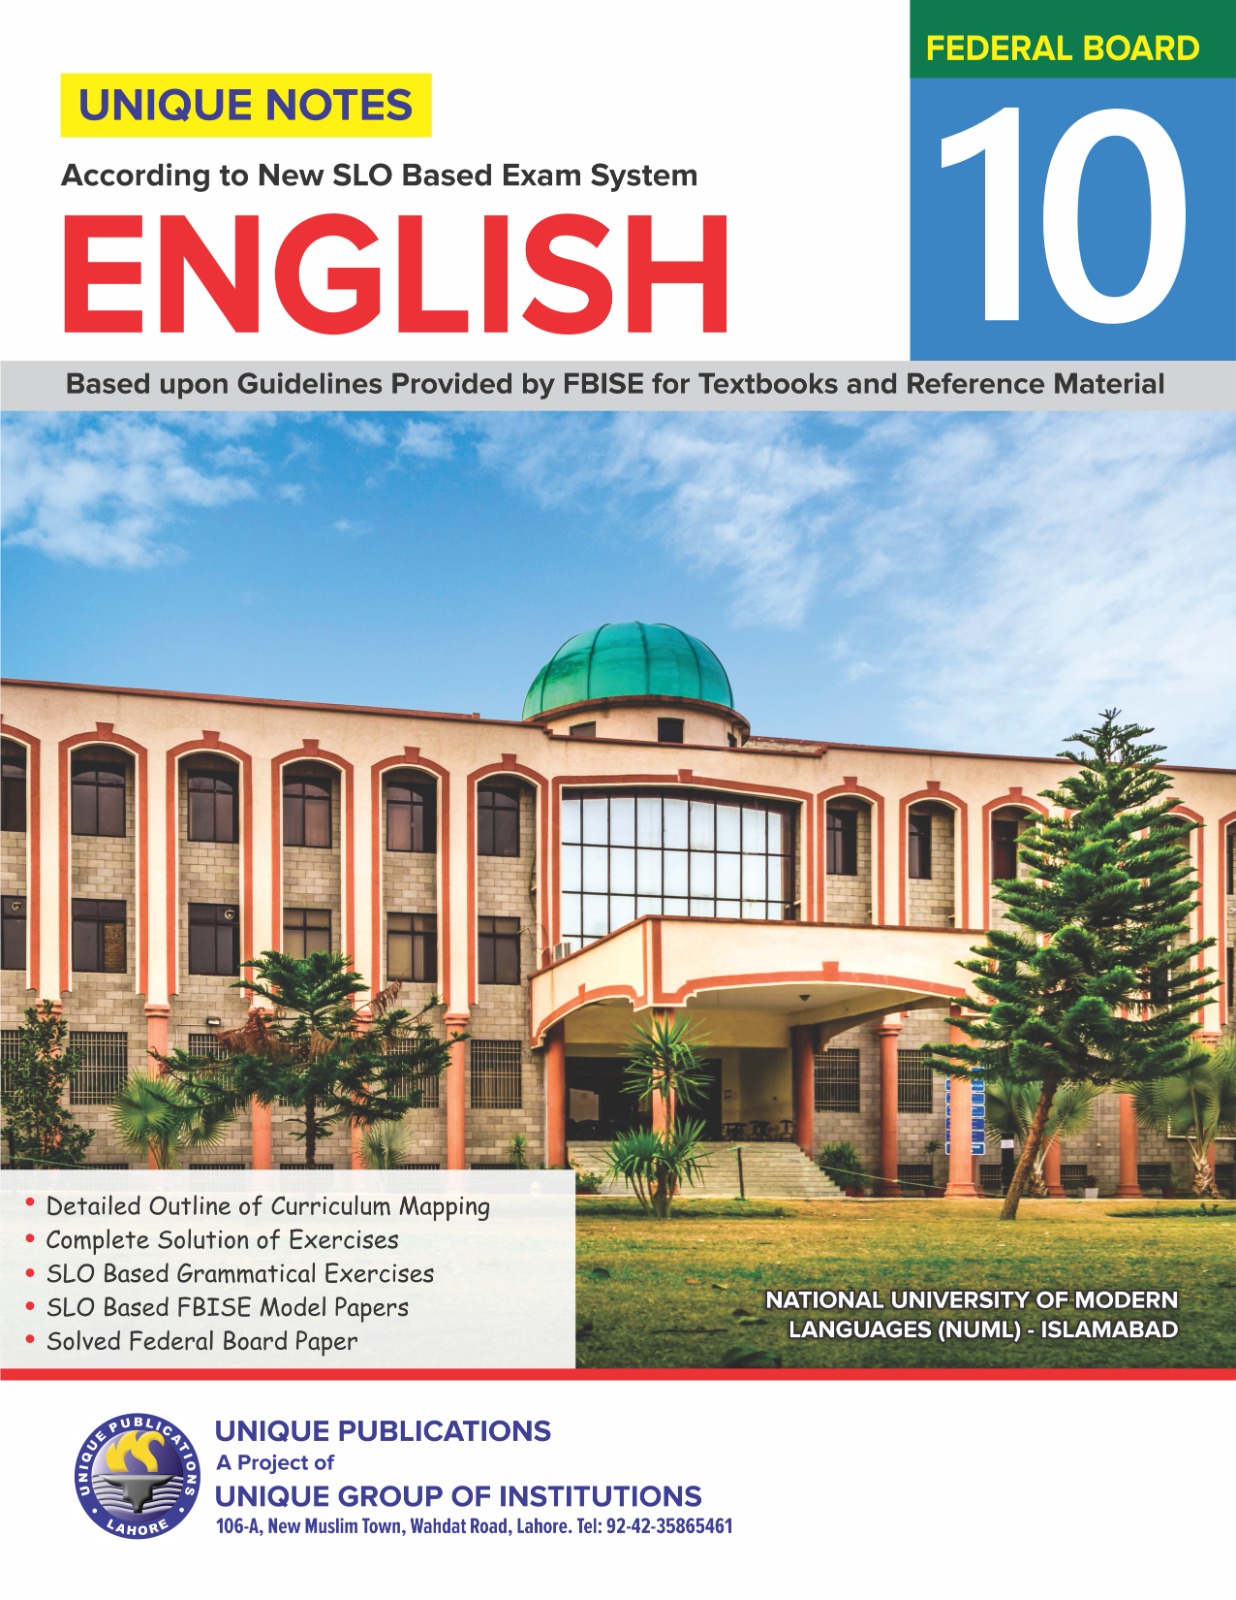 FEDERAL BOARD
10
UNIQUE NOTES
According to New SLO Based Exam System
ENGLISH
Based upon Guidelines Provided by FBISE for Textbooks and Reference Material
• Detailed Outline of Curriculum Mapping
• Complete Solution of Exercises
• SLO Based Grammatical Exercises
• SLO Based FBISE Model Papers
• Solved Federal Board Paper
NATIONAL UNIVERSITY OF MODERN
LANGUAGES (NUML) - ISLAMABAD
UNIQUE PUBLICATIONS
• LAHORE •
UNIQUE PUBLICATIONS
A Project of
UNIQUE GROUP OF INSTITUTIONS
106-A, New Muslim Town, Wahdat Road, Lahore. Tel: 92-42-35865461